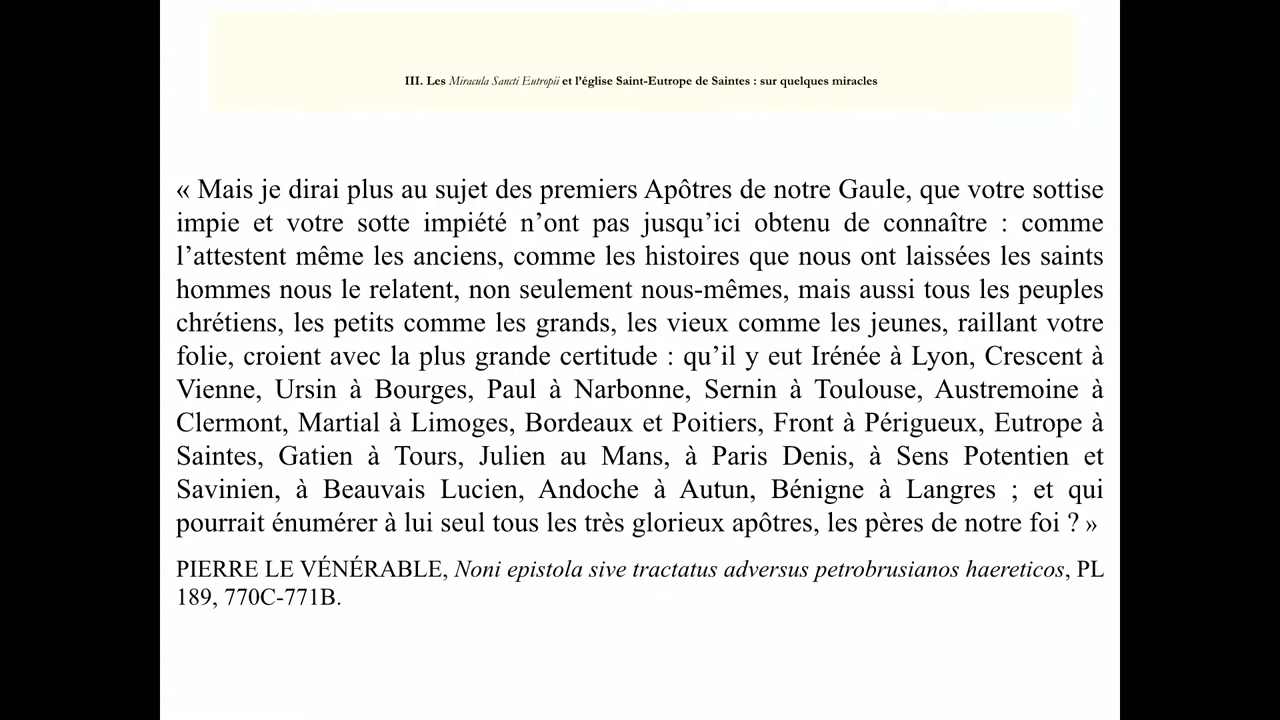 III. Les Miracula Sancti Eutropii et l’église Saint-Eutrope de Saintes : sur quelques miracles
« Mais je dirai plus au sujet des premiers Apôtres de notre Gaule, que votre sottise
impie et votre sotte impiété n’ont pas jusqu’ici obtenu de connaître : comme
l’attestent même les anciens, comme les histoires que nous ont laissées les saints
hommes nous le relatent, non seulement nous-mêmes, mais aussi tous les peuples
chrétiens, les petits comme les grands, les vieux comme les jeunes, raillant votre
folie, croient avec la plus grande certitude : qu’il y eut Irénée à Lyon, Crescent à
Vienne, Ursin à Bourges, Paul à Narbonne, Sernin à Toulouse, Austremoine à
Clermont, Martial à Limoges, Bordeaux et Poitiers, Front à Périgueux, Eutrope à
Saintes, Gatien à Tours, Julien au Mans, à Paris Denis, à Sens Potentien et
Savinien, à Beauvais Lucien, Andoche à Autun, Bénigne à Langres ; et qui
pourrait énumérer à lui seul tous les très glorieux apôtres, les pères de notre foi ? »
PIERRE LE VÉNÉRABLE, Noni epistola sive tractatus adversus petrobrusianos haereticos, PL
189, 770C-771B.